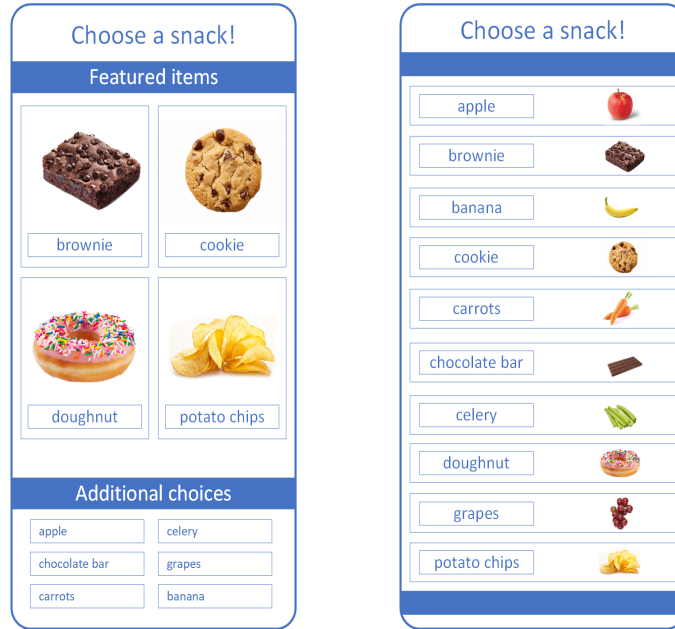 Choose a snack!
Featured items
brownie
cookie
doughnut
potato chips
Additional choices
apple
celery
chocolate bar
grapes
carrots
banana
Choose a snack!
apple
brownie
banana
cookie
carrots
chocolate bar
celery
doughnut
grapes
potato chips